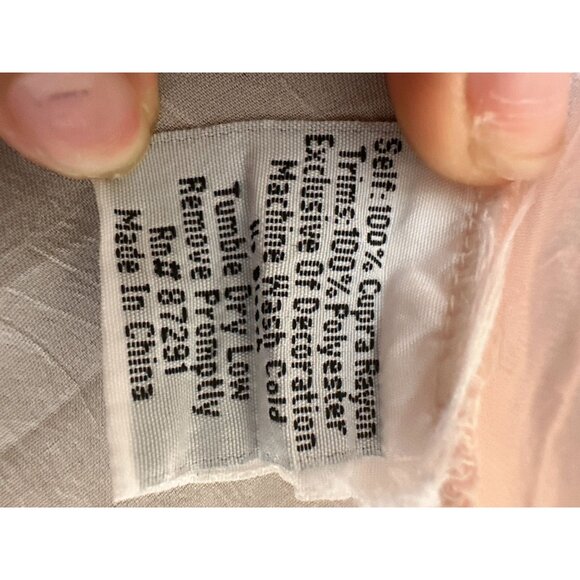 Self: 100% Cupra Rayon
Trims: 100% Polyester
Exclusive Of Decoration
Machine Wash Cold
Tumble Dry Low
Remove Promptly
Rn# 87291
Made In China